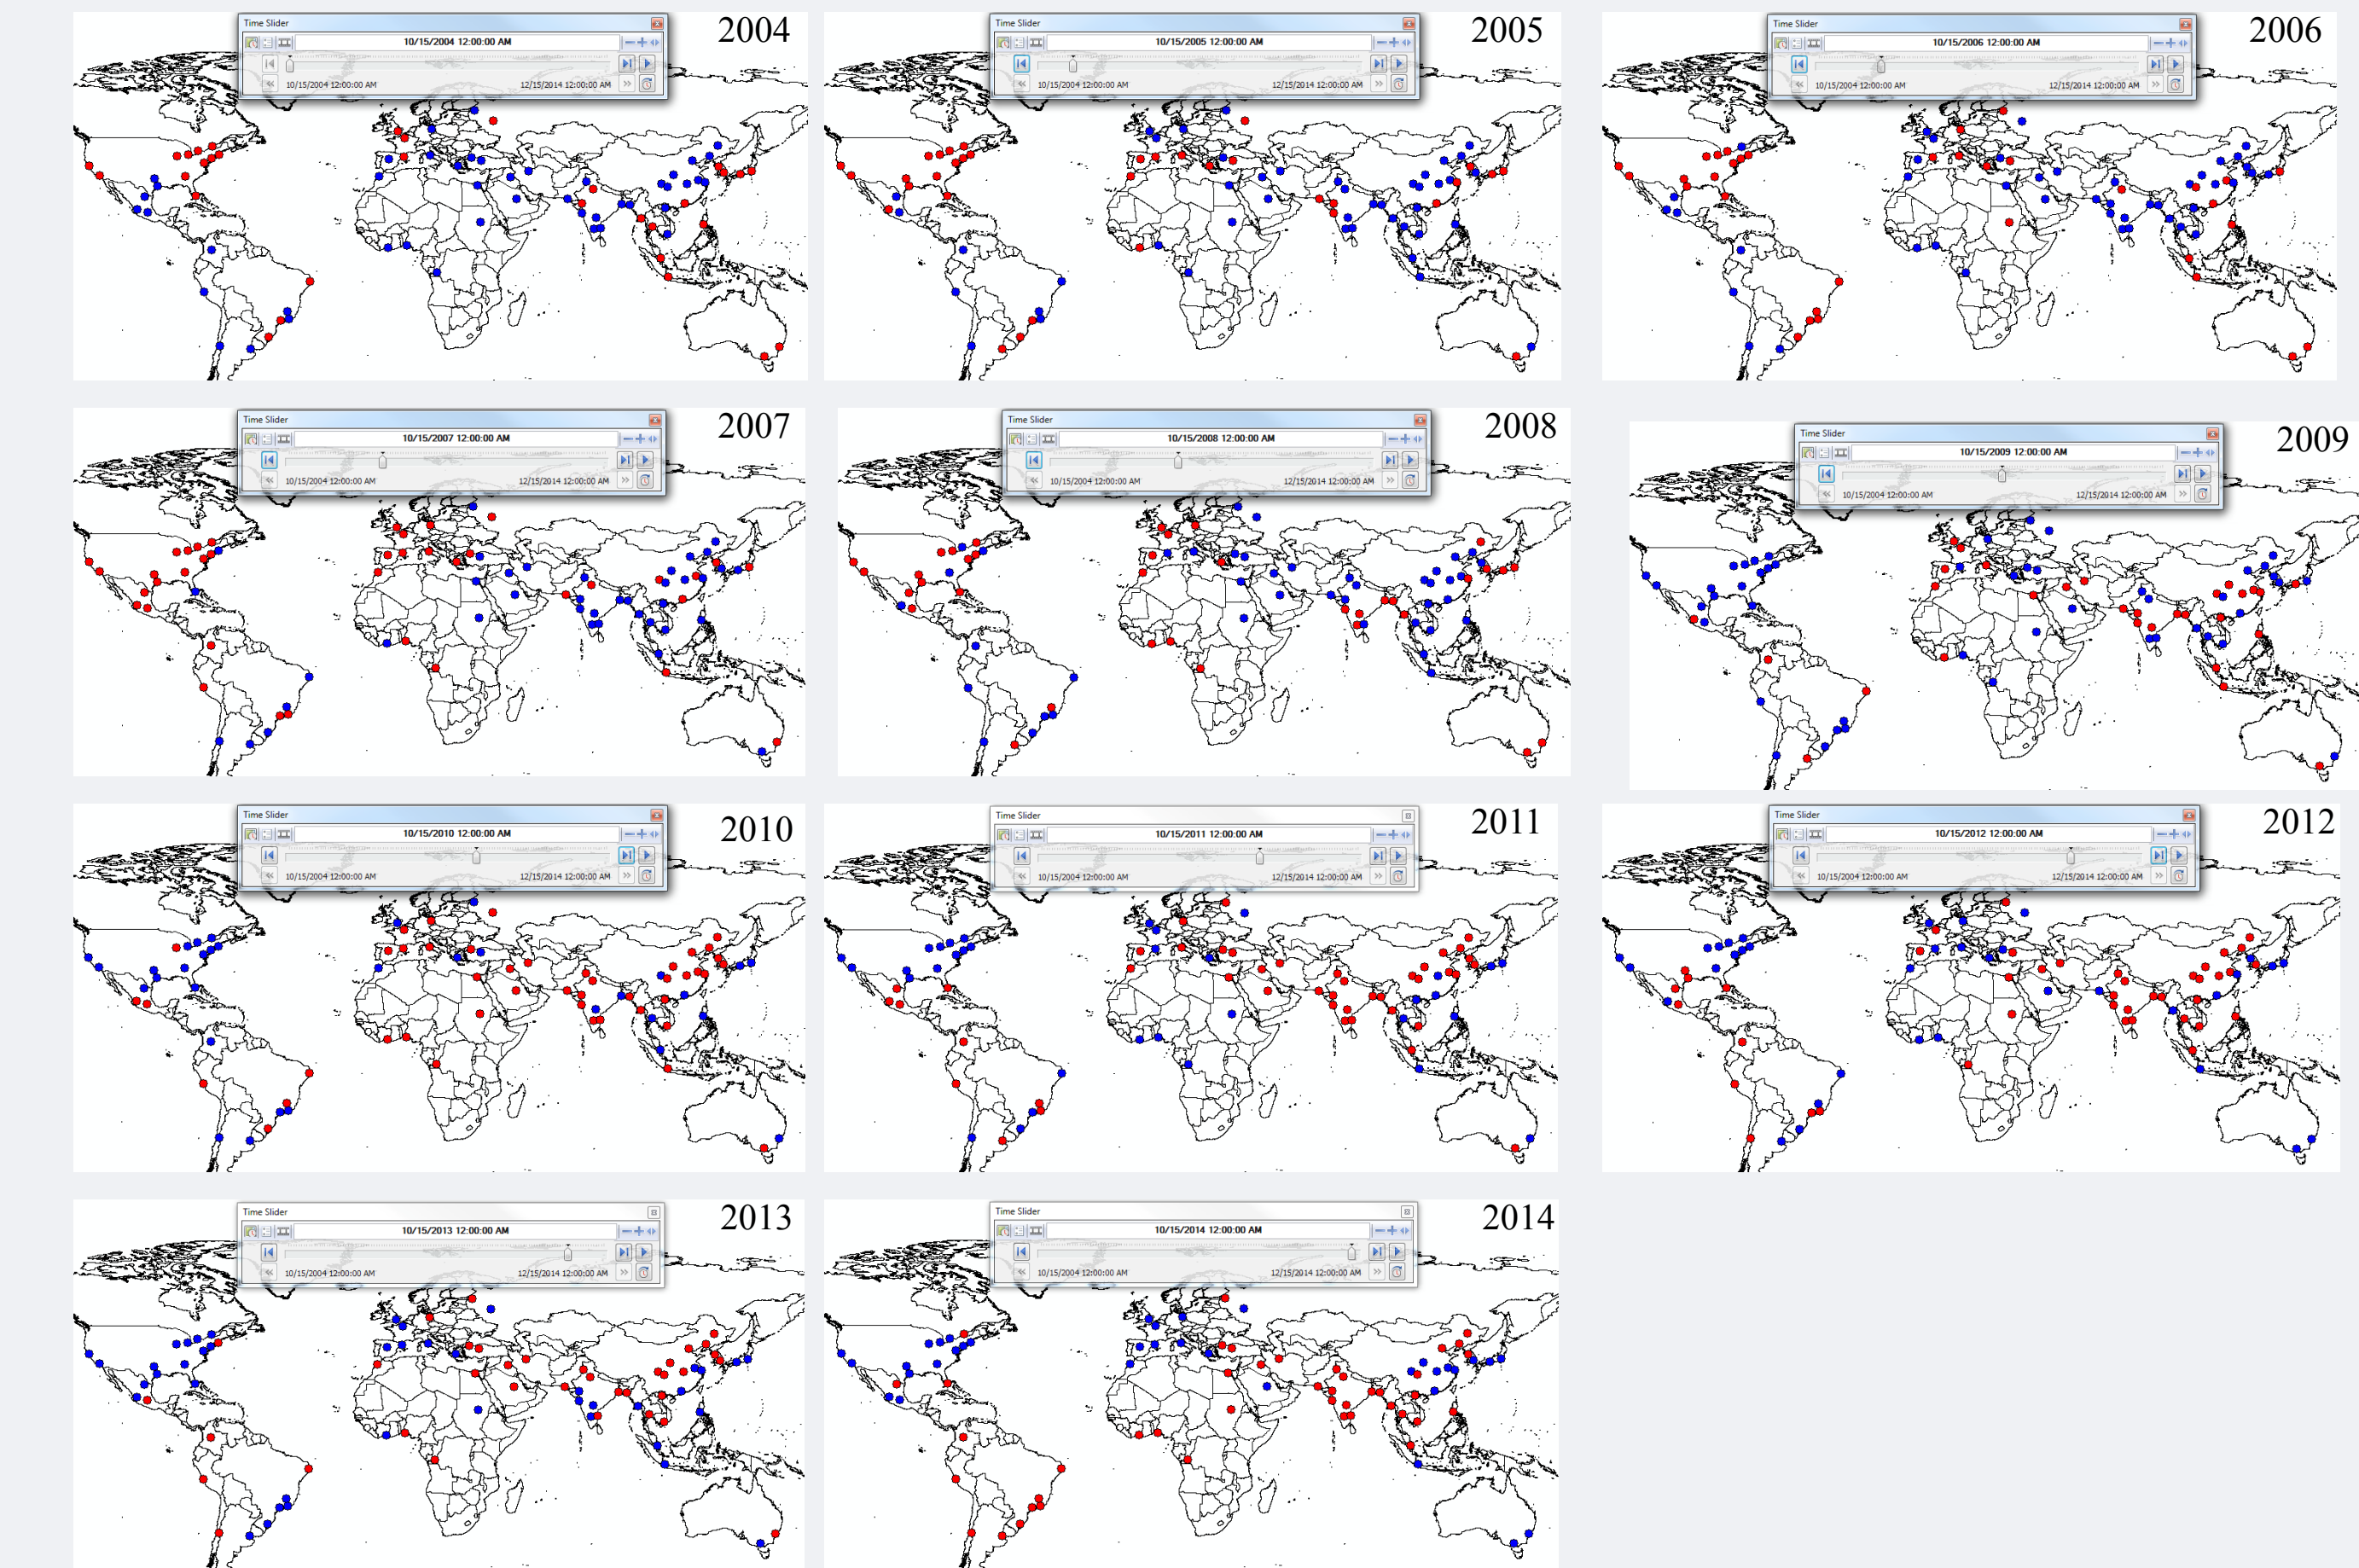 Time Slider
2004
10/15/2004 12:00:00 AM
10/15/2004 12:00:00 AM 12/15/2014 12:00:00 AM
Time Slider
2005
10/15/2005 12:00:00 AM
10/15/2004 12:00:00 AM 12/15/2014 12:00:00 AM
Time Slider
2006
10/15/2006 12:00:00 AM
10/15/2004 12:00:00 AM 12/15/2014 12:00:00 AM
Time Slider
2007
10/15/2007 12:00:00 AM
10/15/2004 12:00:00 AM 12/15/2014 12:00:00 AM
Time Slider
2008
10/15/2008 12:00:00 AM
10/15/2004 12:00:00 AM 12/15/2014 12:00:00 AM
Time Slider
2009
10/15/2009 12:00:00 AM
10/15/2004 12:00:00 AM 12/15/2014 12:00:00 AM
Time Slider
2010
10/15/2010 12:00:00 AM
10/15/2004 12:00:00 AM 12/15/2014 12:00:00 AM
Time Slider
2011
10/15/2011 12:00:00 AM
10/15/2004 12:00:00 AM 12/15/2014 12:00:00 AM
Time Slider
2012
10/15/2012 12:00:00 AM
10/15/2004 12:00:00 AM 12/15/2014 12:00:00 AM
Time Slider
2013
10/15/2013 12:00:00 AM
10/15/2004 12:00:00 AM 12/15/2014 12:00:00 AM
Time Slider
2014
10/15/2014 12:00:00 AM
10/15/2004 12:00:00 AM 12/15/2014 12:00:00 AM